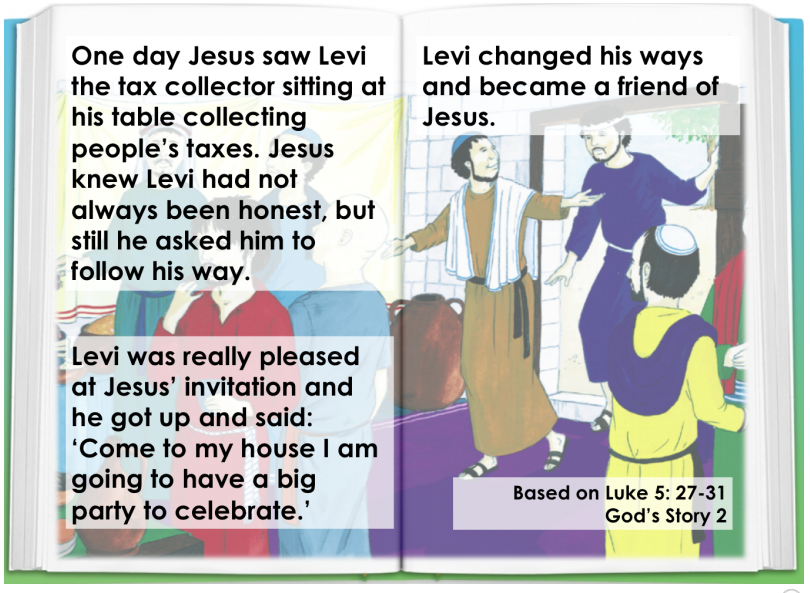 One day Jesus saw Levi
the tax collector sitting at
his table collecting
people's taxes. Jesus
knew Levi had not
always been honest, but
still he asked him to
follow his way.
Levi was really pleased
at Jesus' invitation and
he got up and said:
'Come to my house I am
going to have a big
party to celebrate.'
Levi changed his ways
and became a friend of
Jesus.
Based on Luke 5: 27-31
God's Story 2